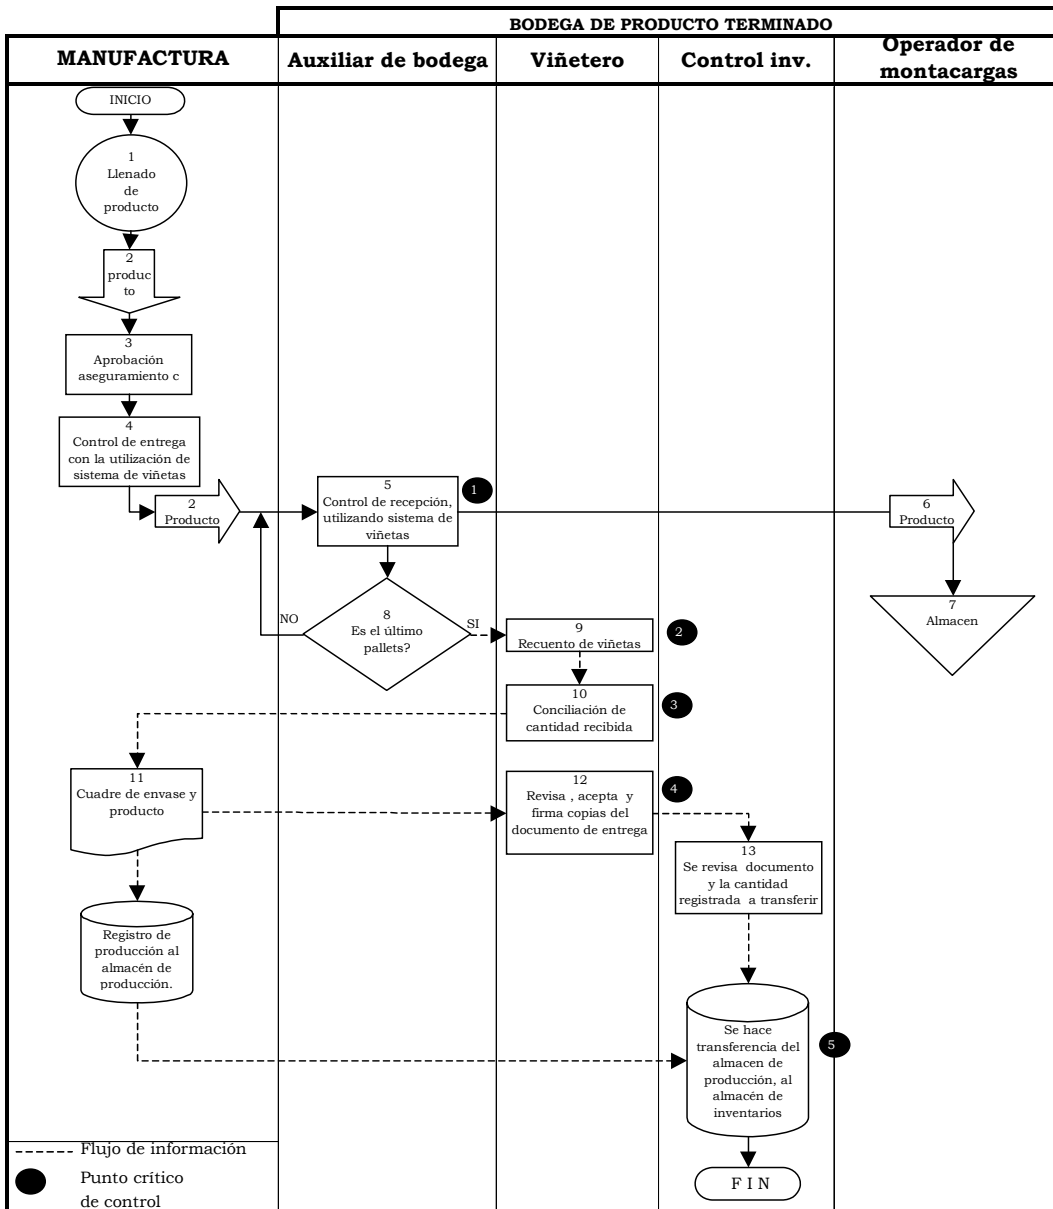 BODEGA DE PRODUCTO TERMINADO
MANUFACTURA
Auxiliar de bodega
Viñetero
Control inv.
Operador de
montacargas
INICIO
1
Llenado
de
producto
2
produc
to
3
Aprobación
aseguramiento c
4
Control de entrega
con la utilización de
sistema de viñetas
2
Producto
5
Control de recepción,
utilizando sistema de
viñetas
1
6
Producto
7
Almacen
NO
8
Es el último
pallets?
SI
9
Recuento de viñetas
2
10
Conciliación de
cantidad recibida
3
11
Cuadre de envase y
producto
12
Revisa , acepta y
firma copias del
documento de entrega
4
13
Se revisa documento
y la cantidad
registrada a transferir
Registro de
producción al
almacén de
producción.
Se hace
transferencia del
almacen de
producción, al
almacén de
inventarios
5
F I N
Flujo de información
Punto crítico
de control